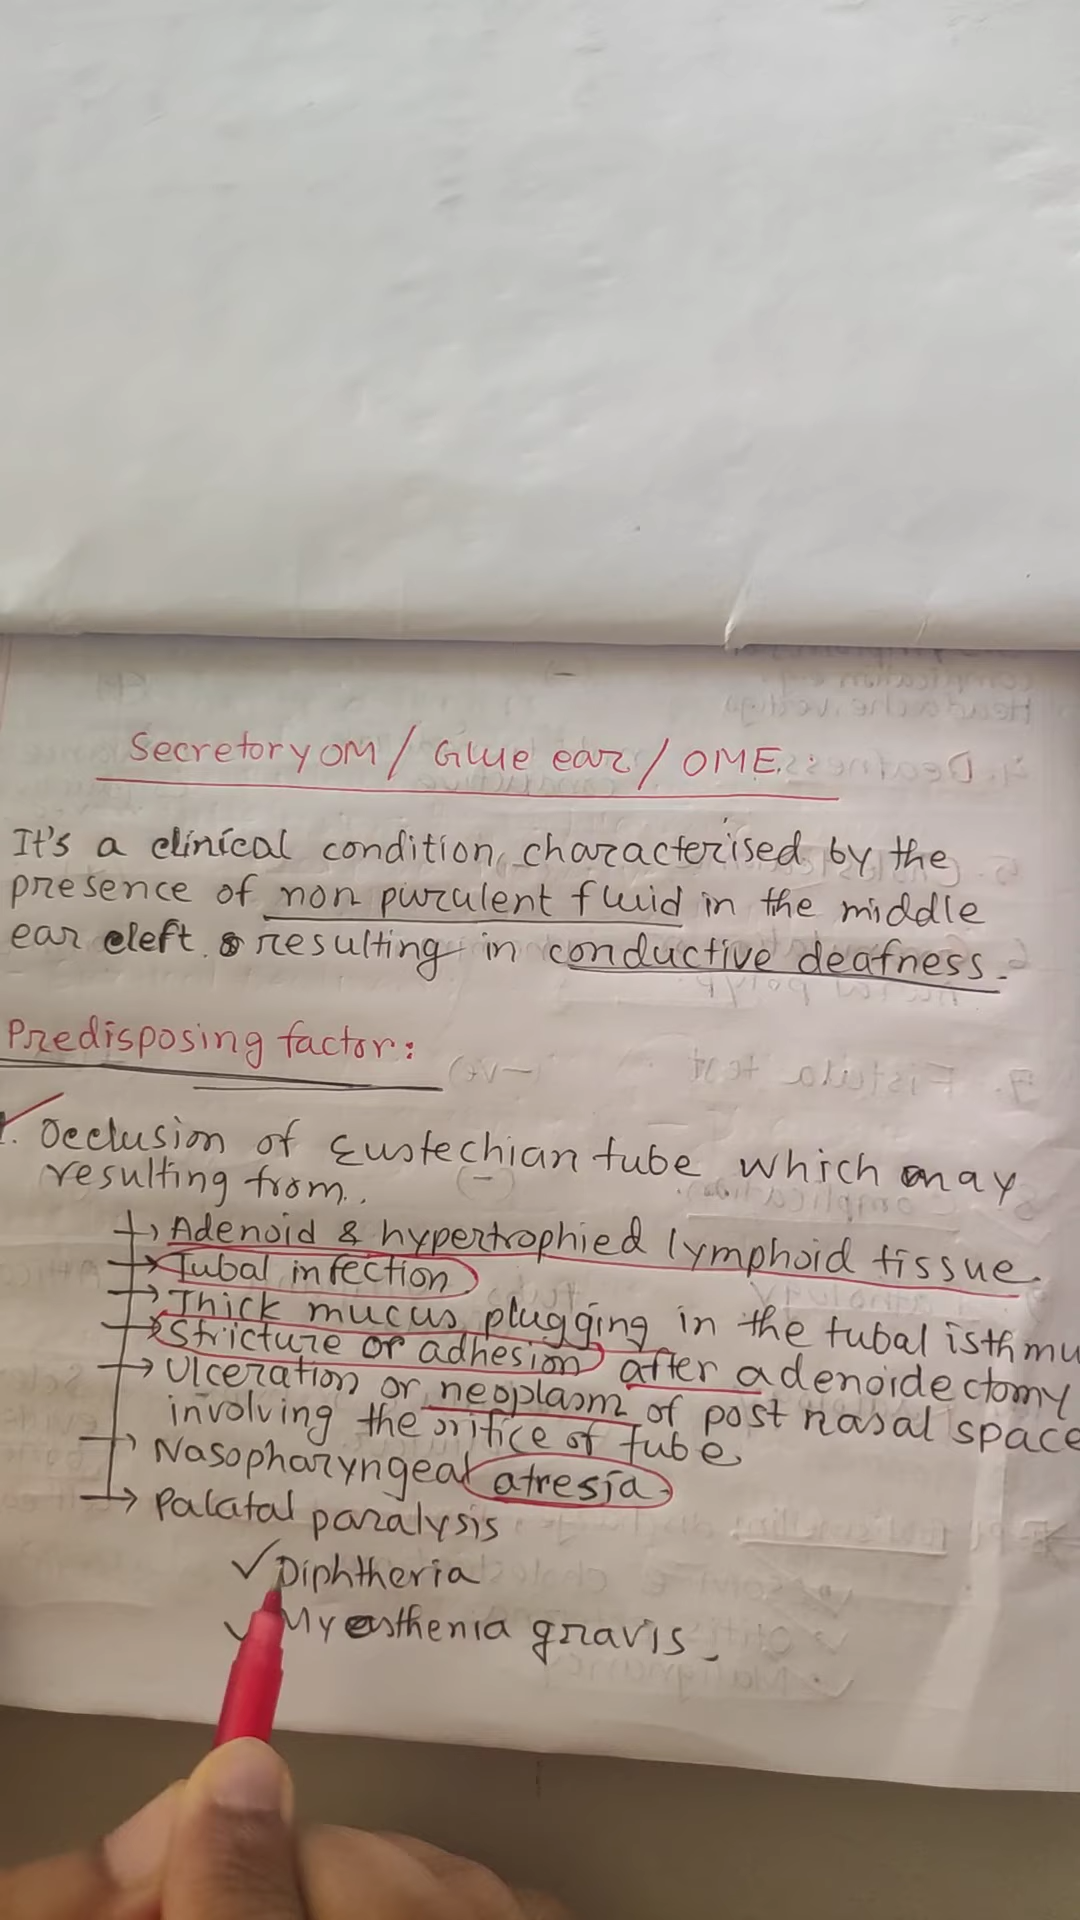 Secretory OM / Glue ear / OME.
It's a clinical condition, characterised by the
presence of non purulent fluid in the middle
ear cleft & resulting in conductive deafness.
Predisposing factor:
1. Occlusion of Eustechian tube which may
resulting from.
→ Adenoid & hypertrophied lymphoid tissue.
→ Tubal infection
→ Thick mucus plugging in the tubal isthmu
→ Stricture or adhesion after adenoidectomy
→ Ulceration or neoplasm of post nasal space
involving the orifice of tube
→ Nasopharyngeal atresia.
→ Palatal paralysis
✓ Diphtheria
✓ Myesthenia gravis.